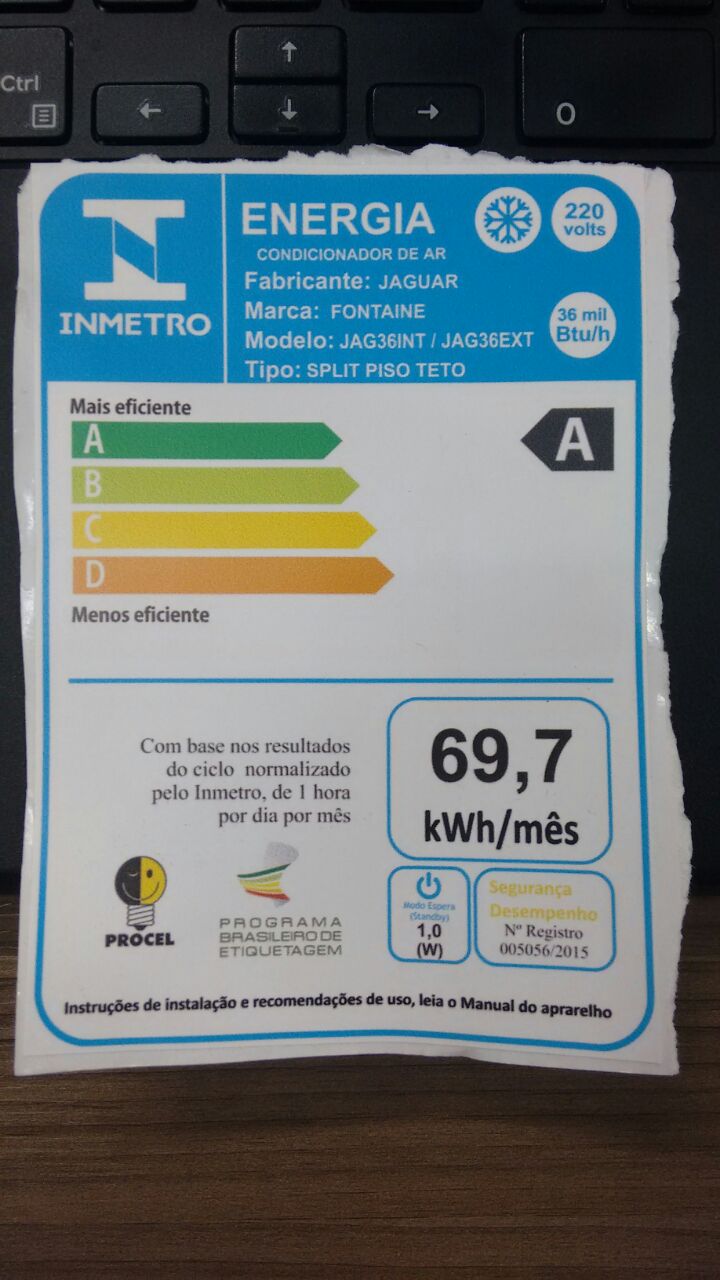 Ctrl
↑
←
↓
→
0
INMETRO
ENERGIA
CONDICIONADOR DE AR
Fabricante: JAGUAR
Marca: FONTAINE
Modelo: JAG36INT / JAG36EXT
Tipo: SPLIT PISO TETO
220
volts
36 mil
Btu/h
Mais eficiente
A
A
B
C
D
Menos eficiente
Com base nos resultados
do ciclo normalizado
pelo Inmetro, de 1 hora
por dia por mês
69,7
kWh/mês
PROCEL
PROGRAMA
BRASILEIRO DE
ETIQUETAGEM
Modo Espera
(Standby)
1,0
(W)
Segurança
Desempenho
Nº Registro
005056/2015
Instruções de instalação e recomendações de uso, leia o Manual do aprarelho